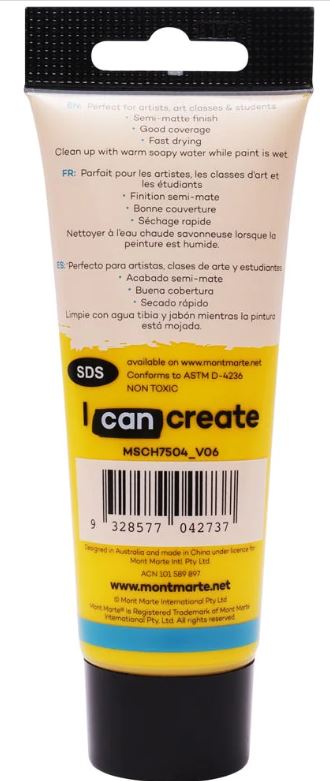 EN: Perfect for artists, art classes & students
• Semi-matte finish
• Good coverage
• Fast drying
Clean up with warm soapy water while paint is wet.
FR: Parfait pour les artistes, les classes d'art et
les étudiants
• Finition semi-mate
• Bonne couverture
• Séchage rapide
Nettoyer à l'eau chaude savonneuse lorsque la
peinture est humide.
ES: Perfecto para artistas, clases de arte y estudiantes
• Acabado semi-mate
• Buena cobertura
• Secado rápido
Limpie con agua tibia y jabón mientras la pintura
está mojada.
SDS
available on www.montmarte.net
Conforms to ASTM D-4236
NON TOXIC
I can create
MSCH7504_V06
9 328577 042737
Designed in Australia and made in China under licence for
Mont Marte Intl Pty Ltd
ACN 101 589 897
www.montmarte.net
© Mont Marte International Pty Ltd
Mont Marte® is Registered Trademark of Mont Marte
International Pty. Ltd. All rights reserved